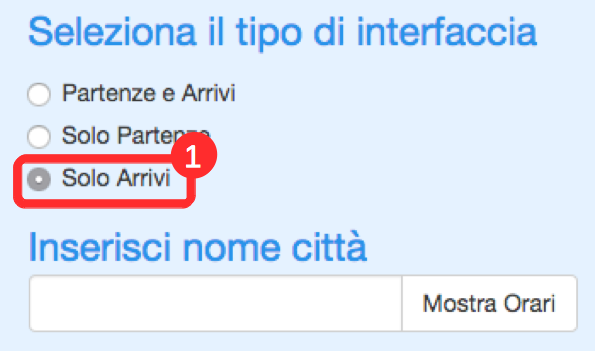 Seleziona il tipo di interfaccia
Partenze e Arrivi
Solo Partenze
1
Solo Arrivi
Inserisci nome città
Mostra Orari